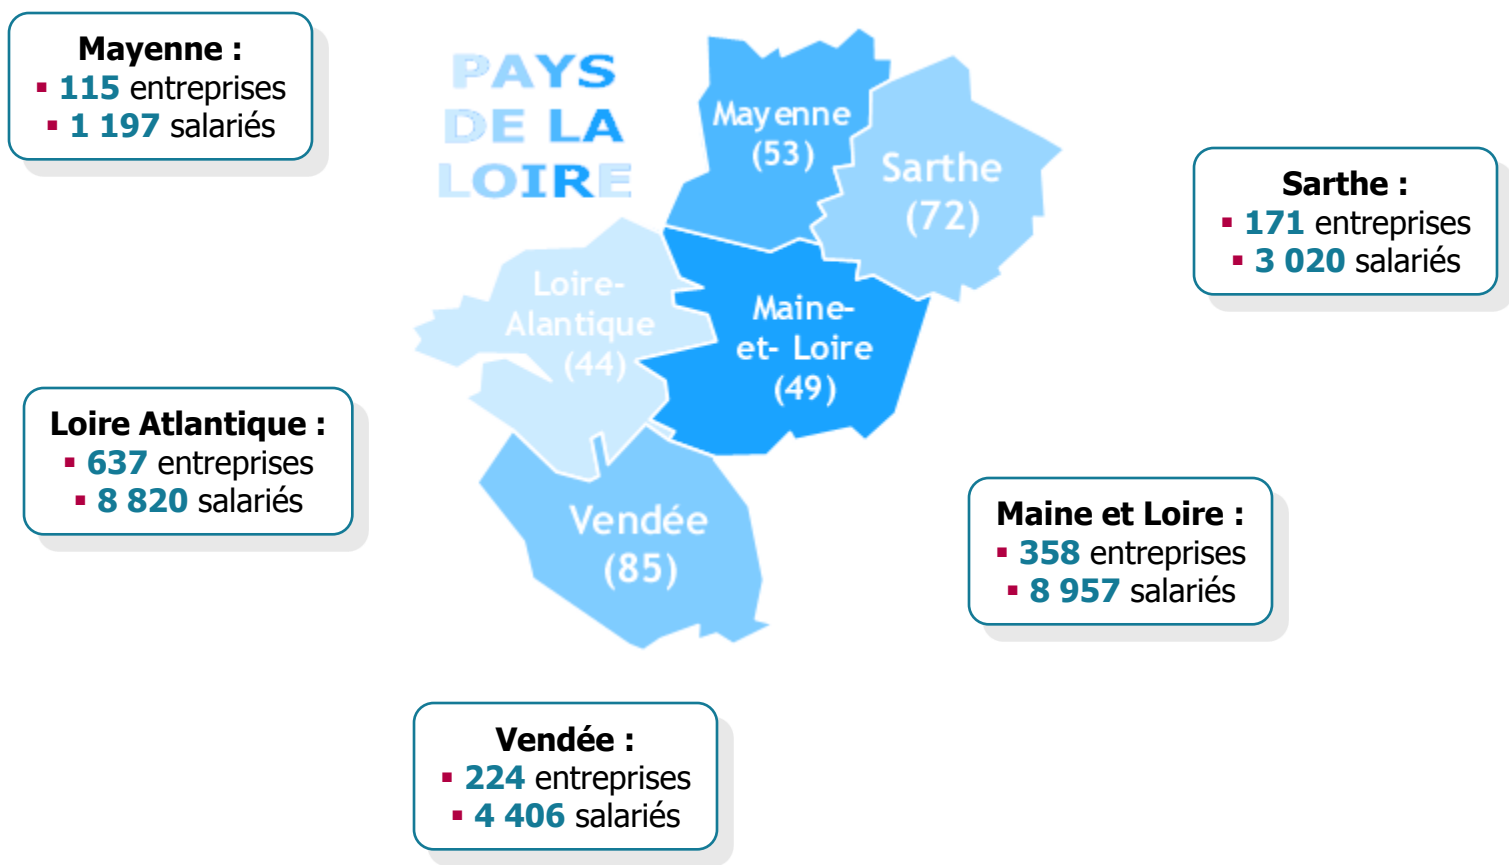 Mayenne :
▪ 115 entreprises
▪ 1 197 salariés
PAYS
DE LA
LOIRE
Mayenne
(53)
Sarthe
(72)
Sarthe :
▪ 171 entreprises
▪ 3 020 salariés
Loire-
Alantique
(44)
Maine-
et- Loire
(49)
Loire Atlantique :
▪ 637 entreprises
▪ 8 820 salariés
Vendée
(85)
Maine et Loire :
▪ 358 entreprises
▪ 8 957 salariés
Vendée :
▪ 224 entreprises
▪ 4 406 salariés